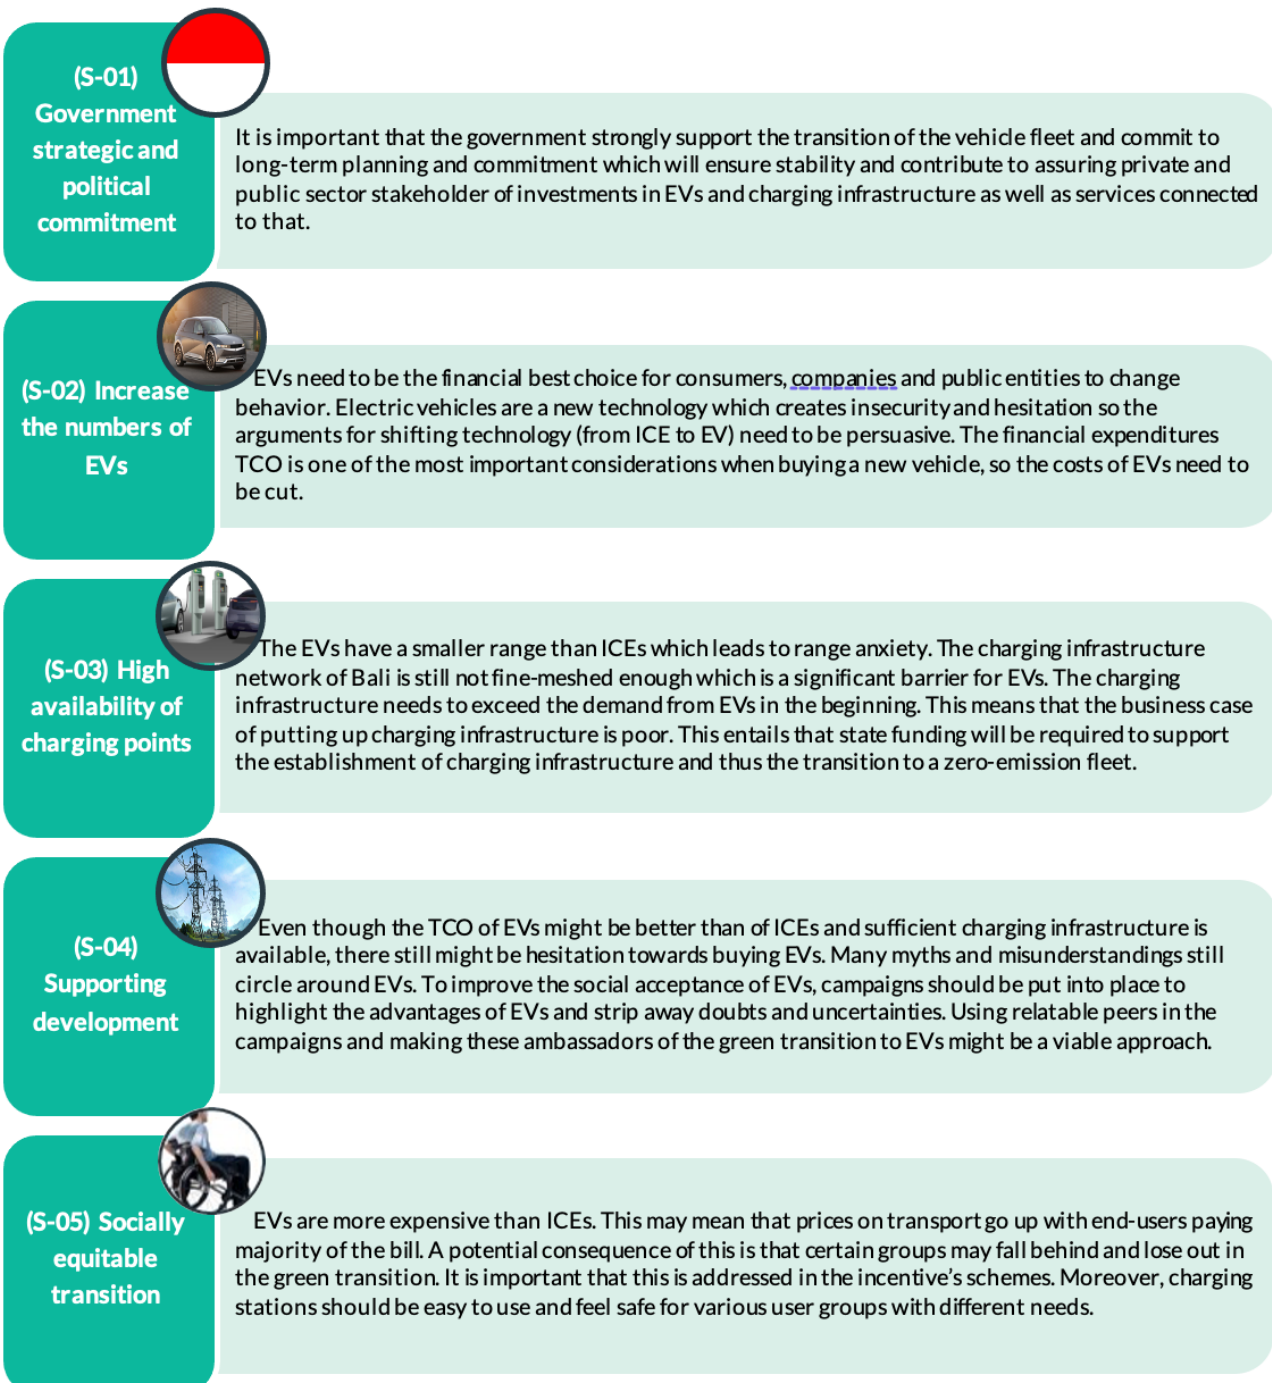 (S-01)
Government
strategic and
political
commitment
It is important that the government strongly support the transition of the vehicle fleet and commit to
long-term planning and commitment which will ensure stability and contribute to assuring private and
public sector stakeholder of investments in EVs and charging infrastructure as well as services connected
to that.
(S-02) Increase
the numbers of
EVs
EVs need to be the financial best choice for consumers, companies and public entities to change
behavior. Electric vehicles are a new technology which creates insecurity and hesitation so the
arguments for shifting technology (from ICE to EV) need to be persuasive. The financial expenditures
TCO is one of the most important considerations when buying a new vehicle, so the costs of EVs need to
be cut.
(S-03) High
availability of
charging points
The EVs have a smaller range than ICEs which leads to range anxiety. The charging infrastructure
network of Bali is still not fine-meshed enough which is a significant barrier for EVs. The charging
infrastructure needs to exceed the demand from EVs in the beginning. This means that the business case
of putting up charging infrastructure is poor. This entails that state funding will be required to support
the establishment of charging infrastructure and thus the transition to a zero-emission fleet.
(S-04)
Supporting
development
Even though the TCO of EVs might be better than of ICEs and sufficient charging infrastructure is
available, there still might be hesitation towards buying EVs. Many myths and misunderstandings still
circle around EVs. To improve the social acceptance of EVs, campaigns should be put into place to
highlight the advantages of EVs and strip away doubts and uncertainties. Using relatable peers in the
campaigns and making these ambassadors of the green transition to EVs might be a viable approach.
(S-05) Socially
equitable
transition
EVs are more expensive than ICEs. This may mean that prices on transport go up with end-users paying
majority of the bill. A potential consequence of this is that certain groups may fall behind and lose out in
the green transition. It is important that this is addressed in the incentive's schemes. Moreover, charging
stations should be easy to use and feel safe for various user groups with different needs.